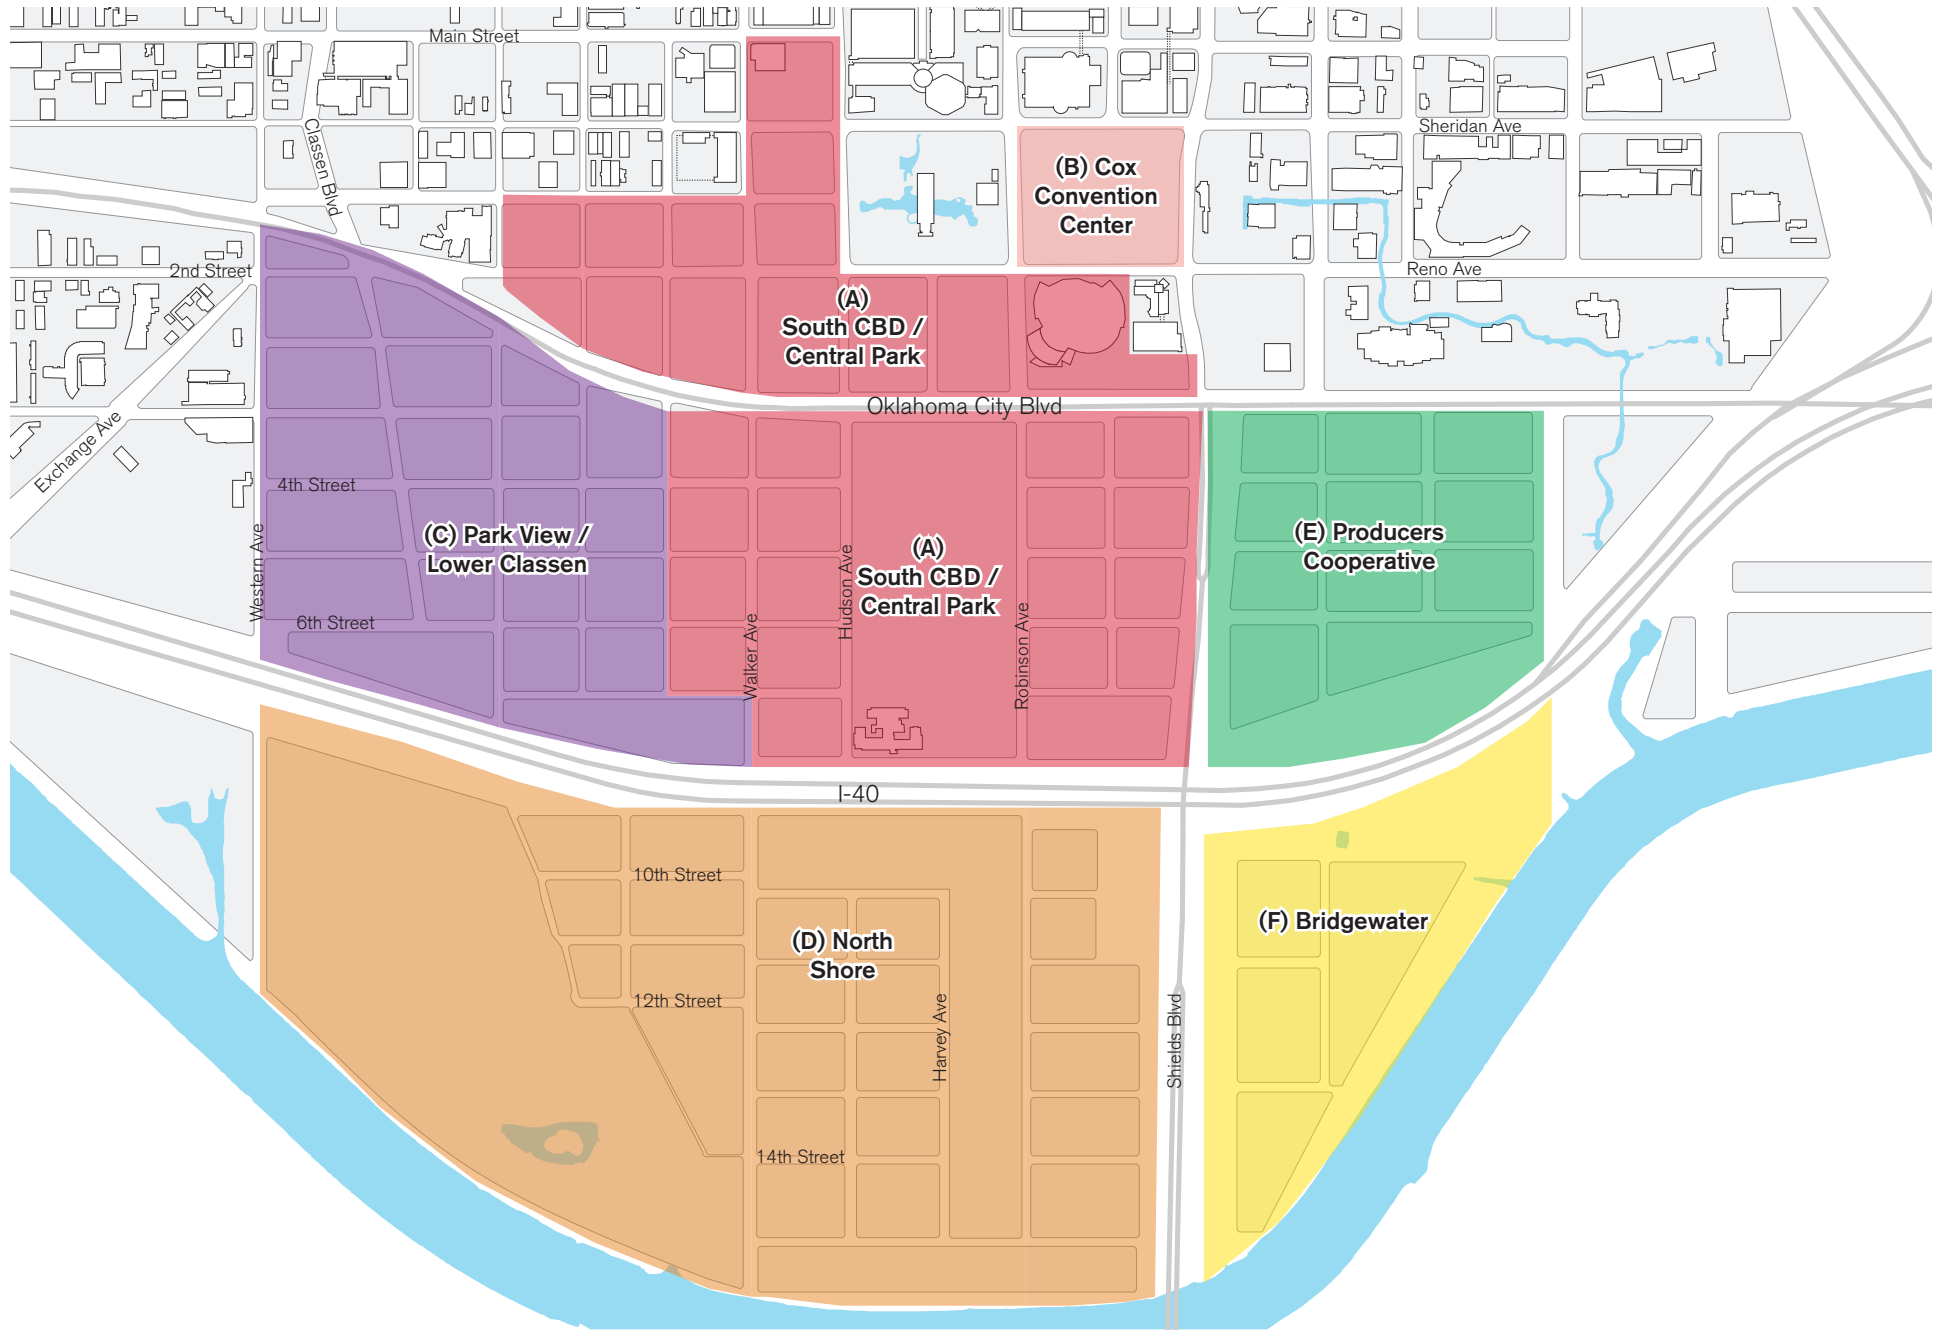 Main Street
Classen Blvd
Sheridan Ave
(B) Cox
Convention
Center
2nd Street
Reno Ave
(A)
South CBD /
Central Park
Oklahoma City Blvd
Exchange Ave
4th Street
Western Ave
(C) Park View /
Lower Classen
6th Street
Walker Ave
Hudson Ave
(A)
South CBD /
Central Park
Robinson Ave
(E) Producers
Cooperative
I-40
10th Street
(D) North
Shore
12th Street
Harvey Ave
Shields Blvd
(F) Bridgewater
14th Street